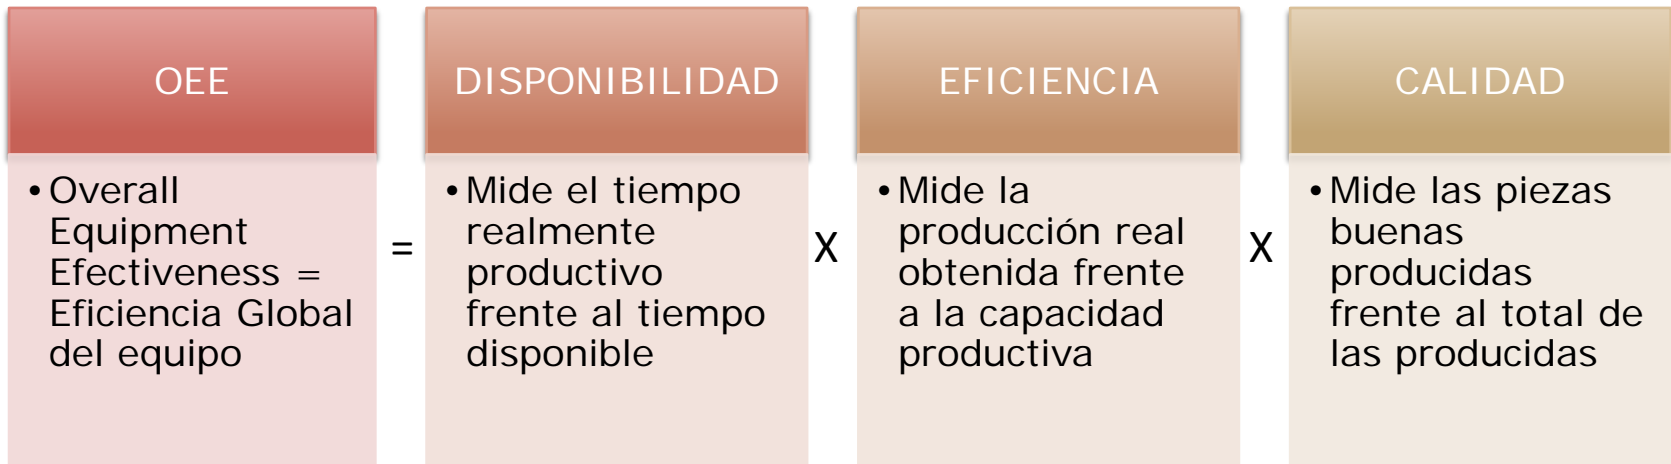 OEE
• Overall
Equipment
Efectiveness =
Eficiencia Global
del equipo
=
DISPONIBILIDAD
• Mide el tiempo
realmente
productivo
frente al tiempo
disponible
X
EFICIENCIA
• Mide la
producción real
obtenida frente
a la capacidad
productiva
X
CALIDAD
• Mide las piezas
buenas
producidas
frente al total de
las producidas